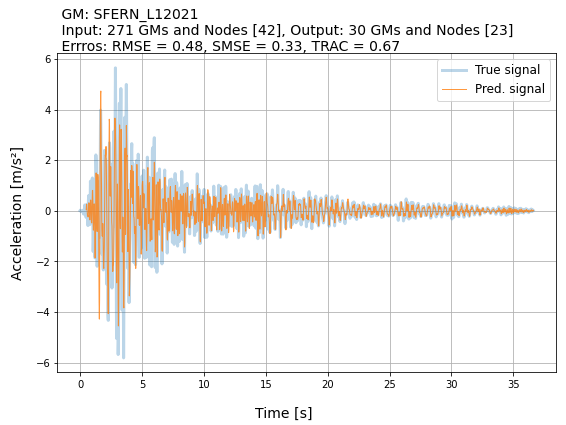 GM: SFERN_L12021
Input: 271 GMs and Nodes [42], Output: 30 GMs and Nodes [23]
Erros: RMSE = 0.48, SMSE = 0.33, TRAC = 0.67
True signal
Pred. signal
6
4
2
0
−2
−4
−6
Acceleration [m/s²]
0 5 10 15 20 25 30 35
Time [s]